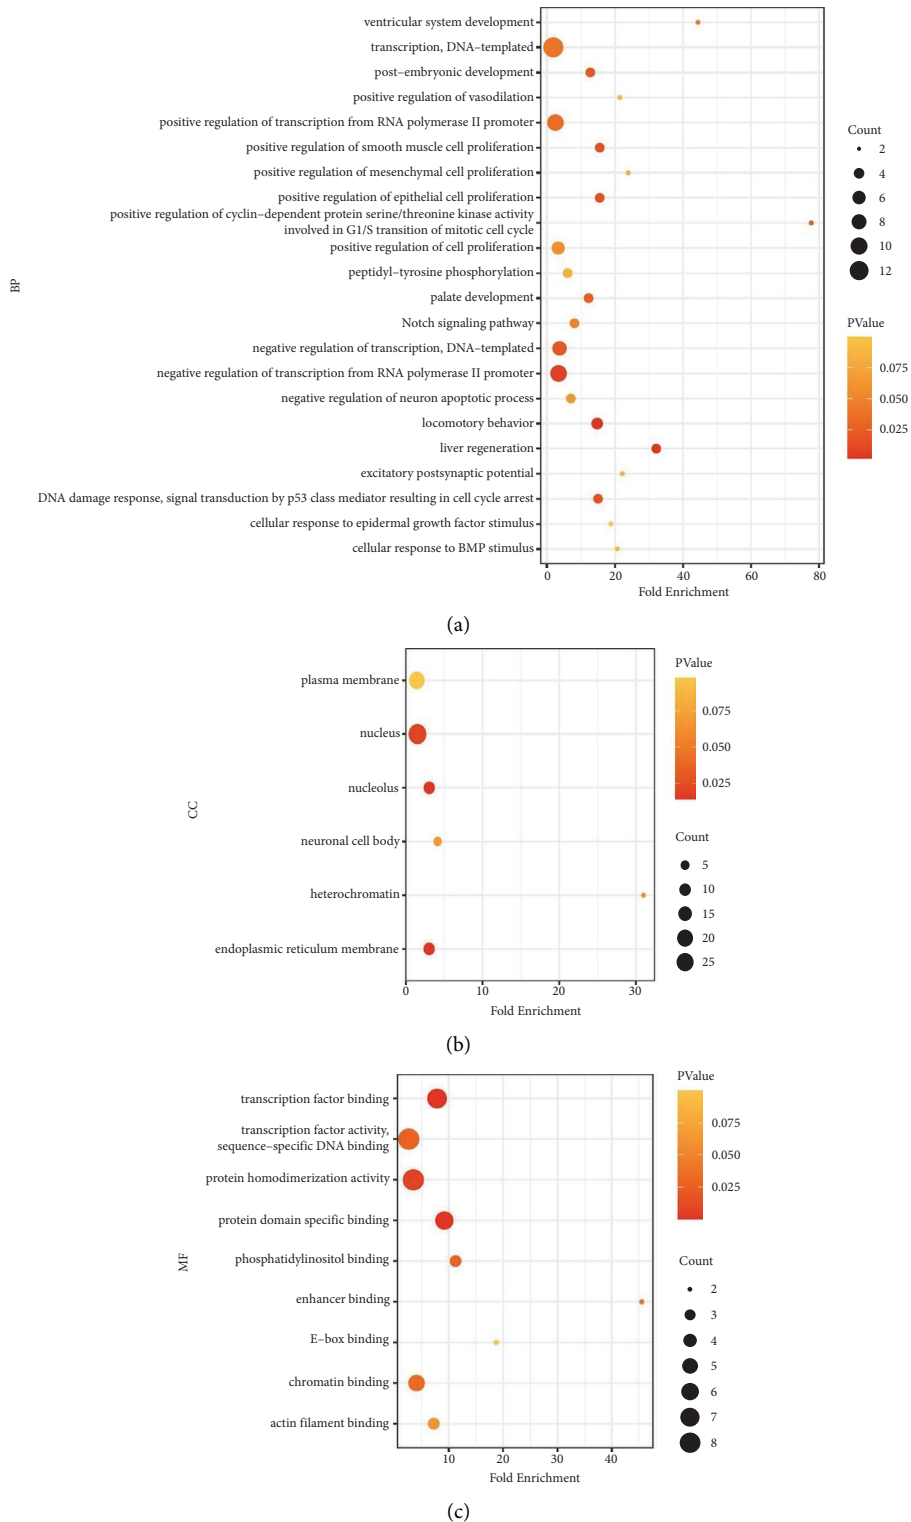 ventricular system development
transcription, DNA–templated
post–embryonic development
positive regulation of vasodilation
positive regulation of transcription from RNA polymerase II promoter
positive regulation of smooth muscle cell proliferation
positive regulation of mesenchymal cell proliferation
positive regulation of epithelial cell proliferation
positive regulation of cyclin–dependent protein serine/threonine kinase activity
involved in G1/S transition of mitotic cell cycle
positive regulation of cell proliferation
peptidyl–tyrosine phosphorylation
palate development
Notch signaling pathway
negative regulation of transcription, DNA–templated
negative regulation of transcription from RNA polymerase II promoter
negative regulation of neuron apoptotic process
locomotory behavior
liver regeneration
excitatory postsynaptic potential
DNA damage response, signal transduction by p53 class mediator resulting in cell cycle arrest
cellular response to epidermal growth factor stimulus
cellular response to BMP stimulus
BP
0 20 40 60 80
Fold Enrichment
Count
2
4
6
8
10
12
PValue
0.075
0.050
0.025
(a)
plasma membrane
nucleus
nucleolus
neuronal cell body
heterochromatin
endoplasmic reticulum membrane
CC
0 10 20 30
Fold Enrichment
PValue
0.075
0.050
0.025
Count
5
10
15
20
25
(b)
transcription factor binding
transcription factor activity,
sequence–specific DNA binding
protein homodimerization activity
protein domain specific binding
phosphatidylinositol binding
enhancer binding
E–box binding
chromatin binding
actin filament binding
MF
10 20 30 40
Fold Enrichment
PValue
0.075
0.050
0.025
Count
2
3
4
5
6
7
8
(c)